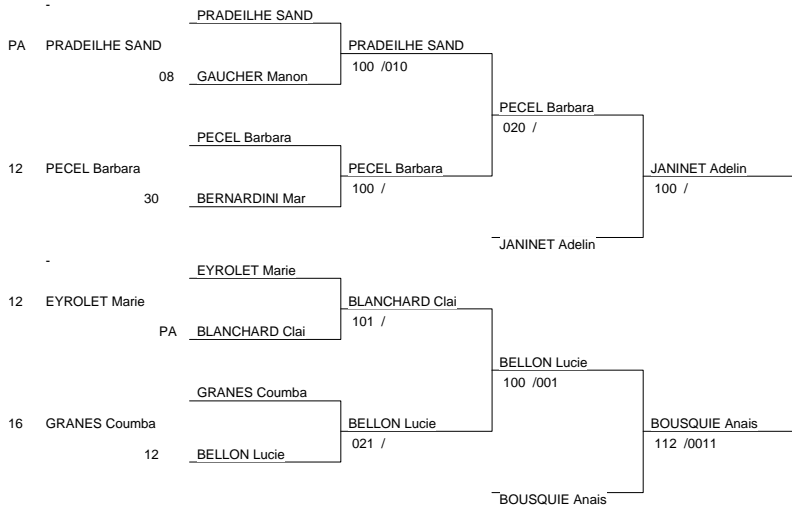 -
PRADEILHE SAND
PA PRADEILHE SAND PRADEILHE SAND
100 /010
08 GAUCHER Manon
PECEL Barbara
020 /
PECEL Barbara
12 PECEL Barbara PECEL Barbara JANINET Adelin
100 / 100 /
30 BERNARDINI Mar
JANINET Adelin
-
EYROLET Marie
12 EYROLET Marie BLANCHARD Clai
101 /
PA BLANCHARD Clai
BELLON Lucie
100 /001
GRANES Coumba
16 GRANES Coumba BELLON Lucie BOUSQUIE Anais
021 / 112 /0011
12 BELLON Lucie
BOUSQUIE Anais